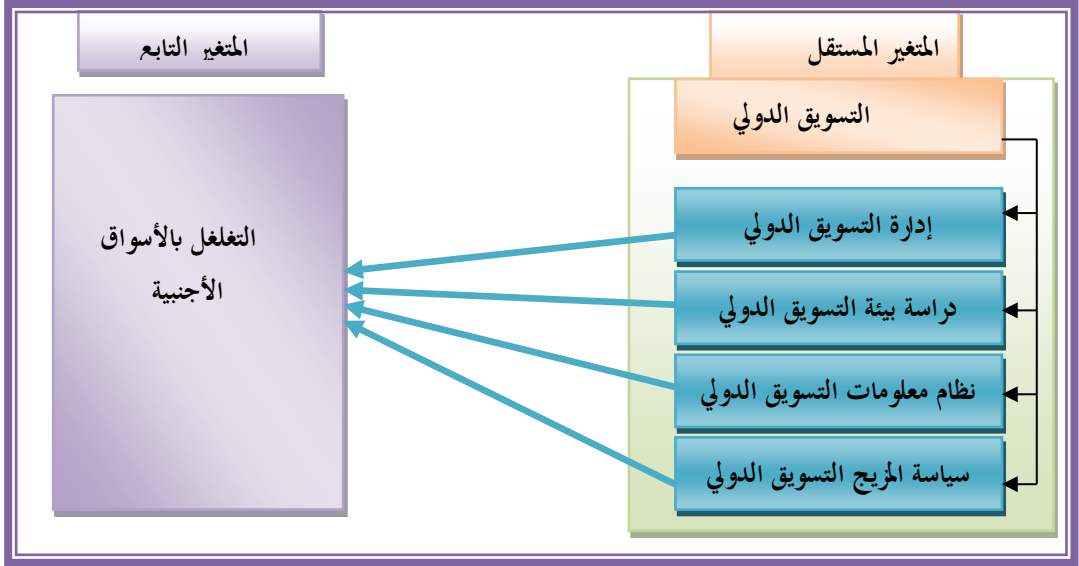 المتغير المستقل
التسويق الدولي
إدارة التسويق الدولي
دراسة بيئة التسويق الدولي
نظام معلومات التسويق الدولي
سياسة المزيج التسويق الدولي
المتغير التابع
التغلغل بالأسواق
الأجنبية